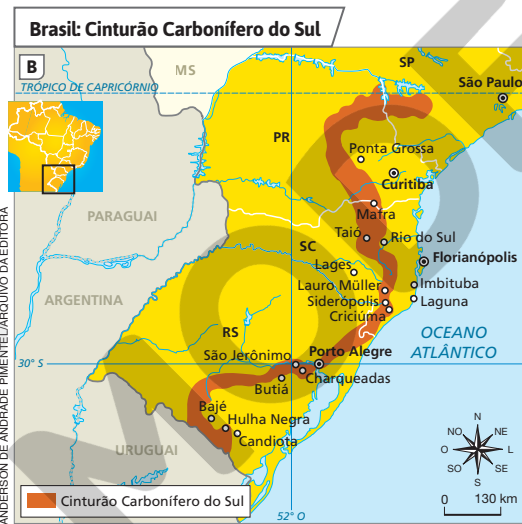 Brasil: Cinturão Carbonífero do Sul
B
MS
SP
TRÓPICO DE CAPRICÓRNIO
São Paulo
PR
Ponta Grossa
Curitiba
PARAGUAI
Mafra
Taió
Rio do Sul
SC
Florianópolis
Lages
Lauro Müller
Imbituba
ARGENTINA
Siderópolis
Laguna
Criciúma
RS
OCEANO
ATLÂNTICO
São Jerônimo
Porto Alegre
30° S
Charqueadas
Butiá
Bajé
Hulha Negra
Candiota
URUGUAI
N
NO
NE
O
L
SO
SE
S
Cinturão Carbonífero do Sul
0 130 km
52° O
ANDERSON DE ANDRADE PIMENTEL/ARQUIVO DA EDITORA